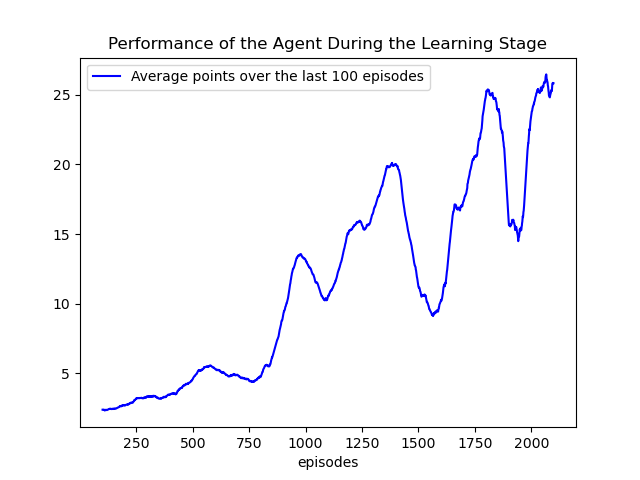 Performance of the Agent During the Learning Stage
Average points over the last 100 episodes
25
20
15
10
5
250 500 750 1000 1250 1500 1750 2000
episodes